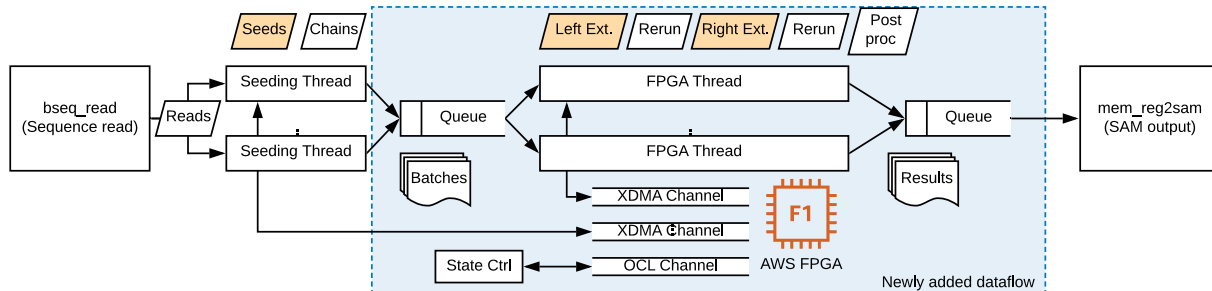 Seeds
Chains
Left Ext.
Rerun
Right Ext.
Rerun
Post
proc
bseq_read
(Sequence read)
Reads
Seeding Thread
Seeding Thread
Queue
Batches
FPGA Thread
FPGA Thread
Queue
Results
mem_reg2sam
(SAM output)
XDMA Channel
XDMA Channel
State Ctrl
OCL Channel
F1
AWS FPGA
Newly added dataflow